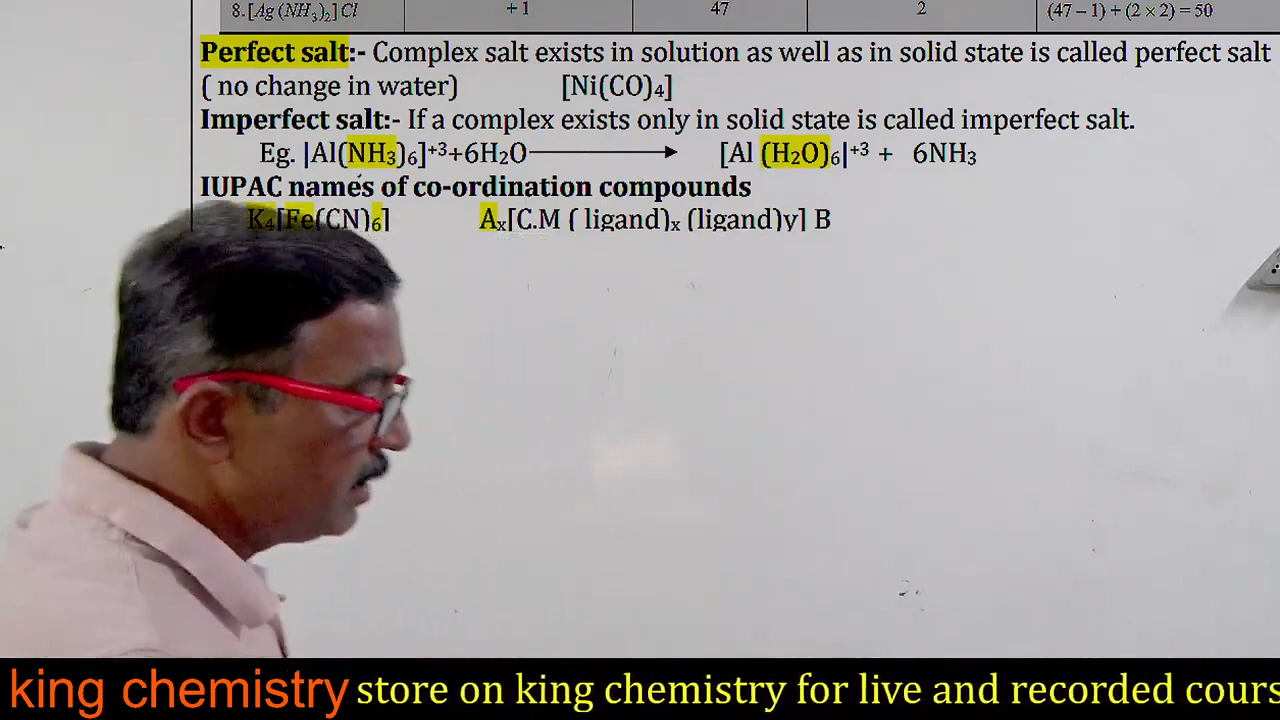 8. [Ag (NH₃)₂] Cl + 1 47 2 (47 – 1) + (2 × 2) = 50
Perfect salt:- Complex salt exists in solution as well as in solid state is called perfect salt
( no change in water) [Ni(CO)₄]
Imperfect salt:- If a complex exists only in solid state is called imperfect salt.
Eg. |Al(NH₃)₆]⁺³+6H₂O⟶ [Al (H₂O)₆|⁺³ + 6NH₃
IUPAC names of co-ordination compounds
K₄[Fe(CN)₆] Aₓ[C.M ( ligand)ₓ (ligand)y] B
king chemistry store on king chemistry for live and recorded cours